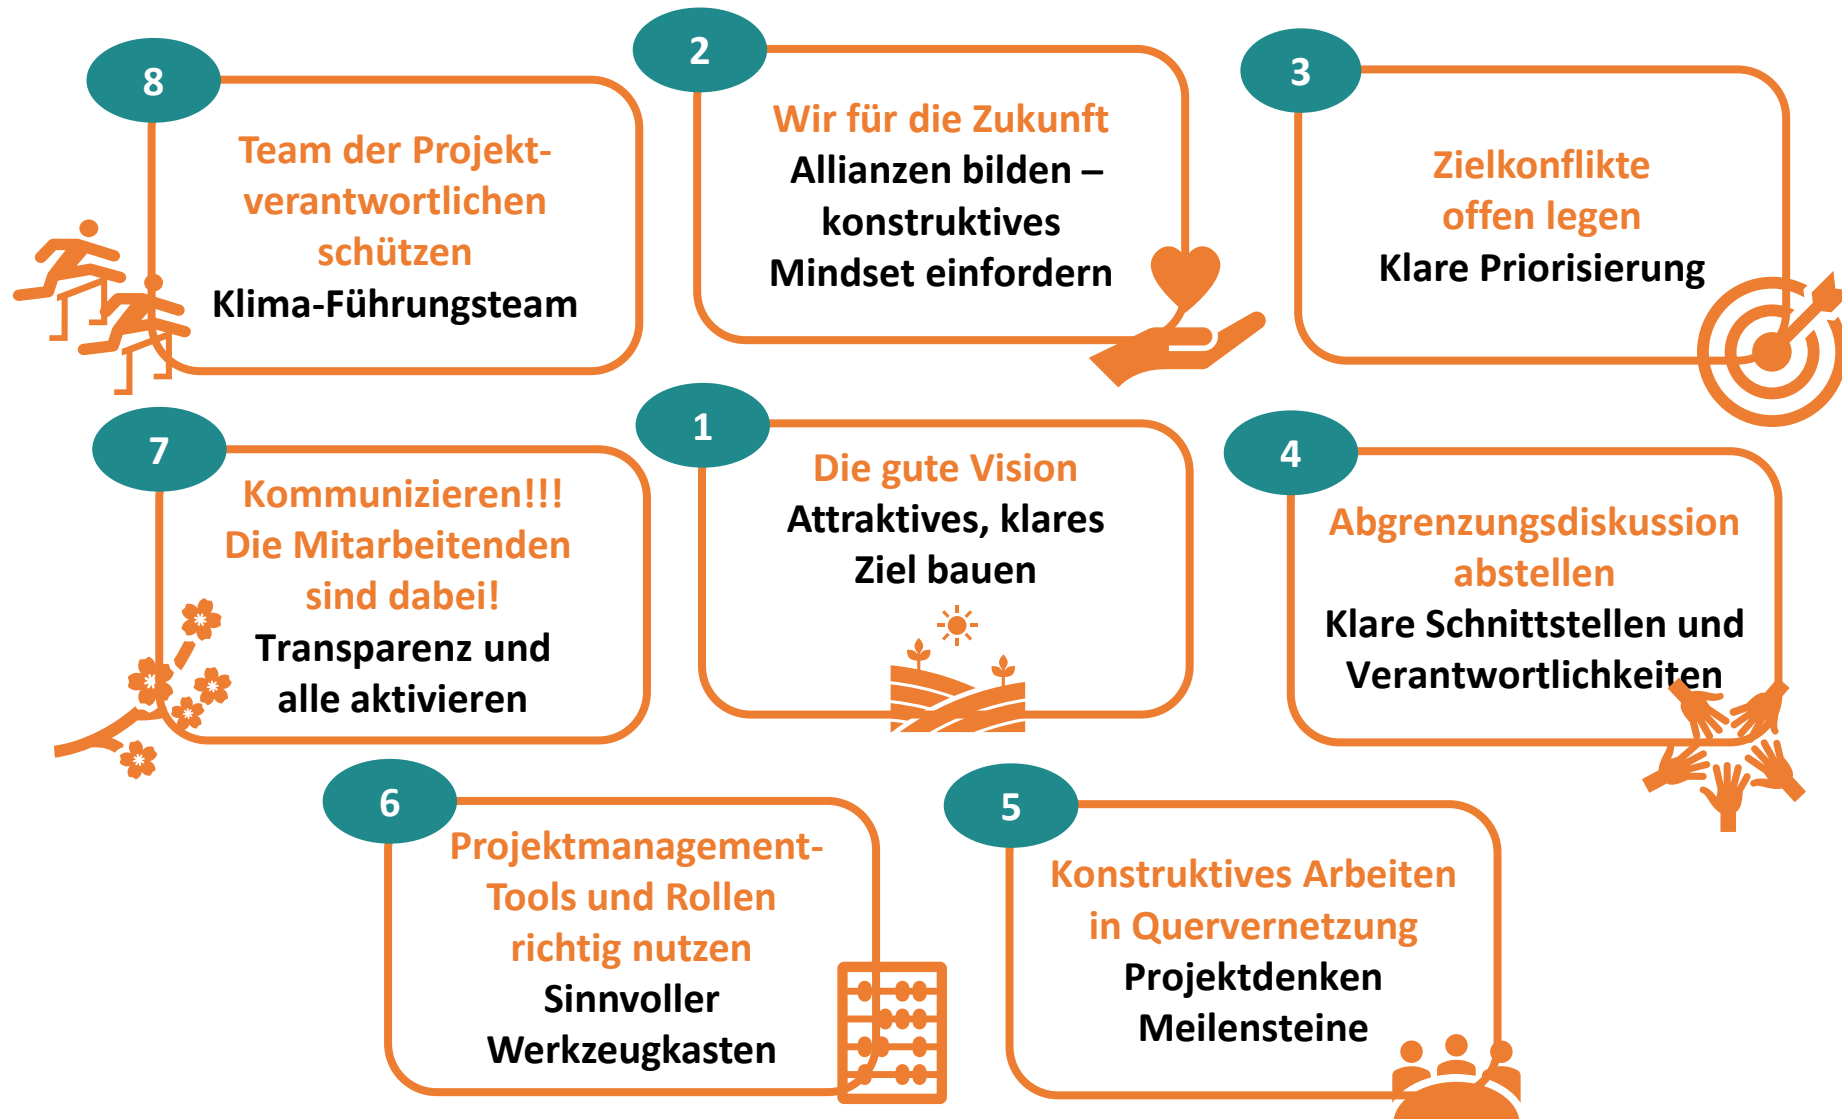 8
Team der Projekt-
verantwortlichen
schützen
Klima-Führungsteam
2
Wir für die Zukunft
Allianzen bilden –
konstruktives
Mindset einfordern
3
Zielkonflikte
offen legen
Klare Priorisierung
7
Kommunizieren!!!
Die Mitarbeitenden
sind dabei!
Transparenz und
alle aktivieren
1
Die gute Vision
Attraktives, klares
Ziel bauen
4
Abgrenzungsdiskussion
abstellen
Klare Schnittstellen und
Verantwortlichkeiten
6
Projektmanagement-
Tools und Rollen
richtig nutzen
Sinnvoller
Werkzeugkasten
5
Konstruktives Arbeiten
in Quervernetzung
Projektdenken
Meilensteine